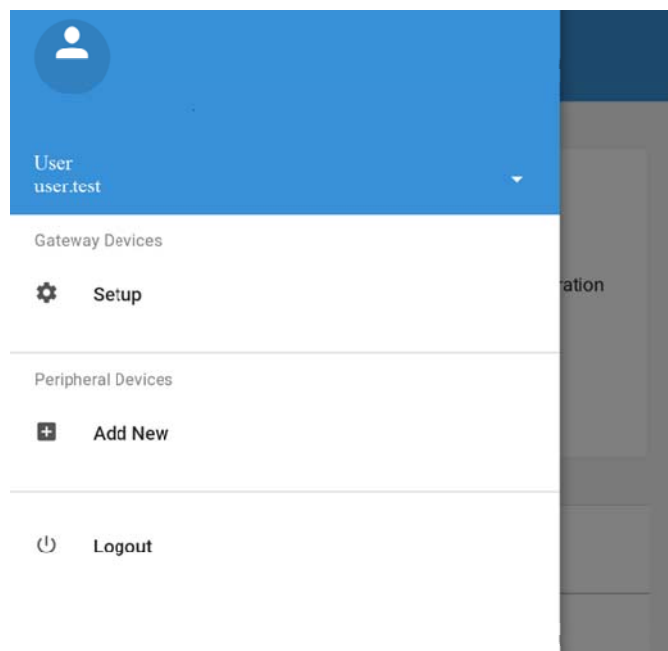 User
user.test
Gateway Devices
Setup
ration
Peripheral Devices
Add New
Logout